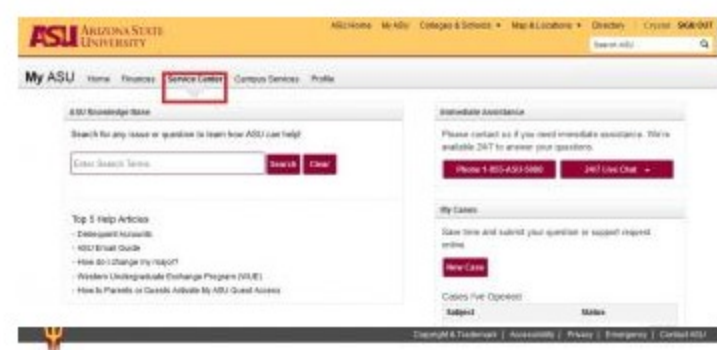 ASU ARIZONA STATE UNIVERSITY
ASU Home My ASU Colleges & Schools Map & Locations Directory Crystal SIGN OUT
Search ASU
My ASU Home Finances Service Center Campus Services Profile
ASU Knowledge Base
Search for any issue or question to learn how ASU can help!
Enter Search Terms
Search Clear
Top 5 Help Articles
- Delinquent Accounts
- ASU Email Guide
- How do I change my major?
- Western Undergraduate Exchange Program (WUE)
- How to Parents or Guests Activate My ASU Guest Access
Immediate Assistance
Please contact us if you need immediate assistance. We're
available 24/7 to answer your questions.
Phone 1-855-ASU-5080 24/7 Live Chat
My Cases
Save time and submit your question or support request
online.
New Case
Cases I've Opened
Subject Status
Copyright & Trademark | Accessibility | Privacy | Emergency | Contact ASU